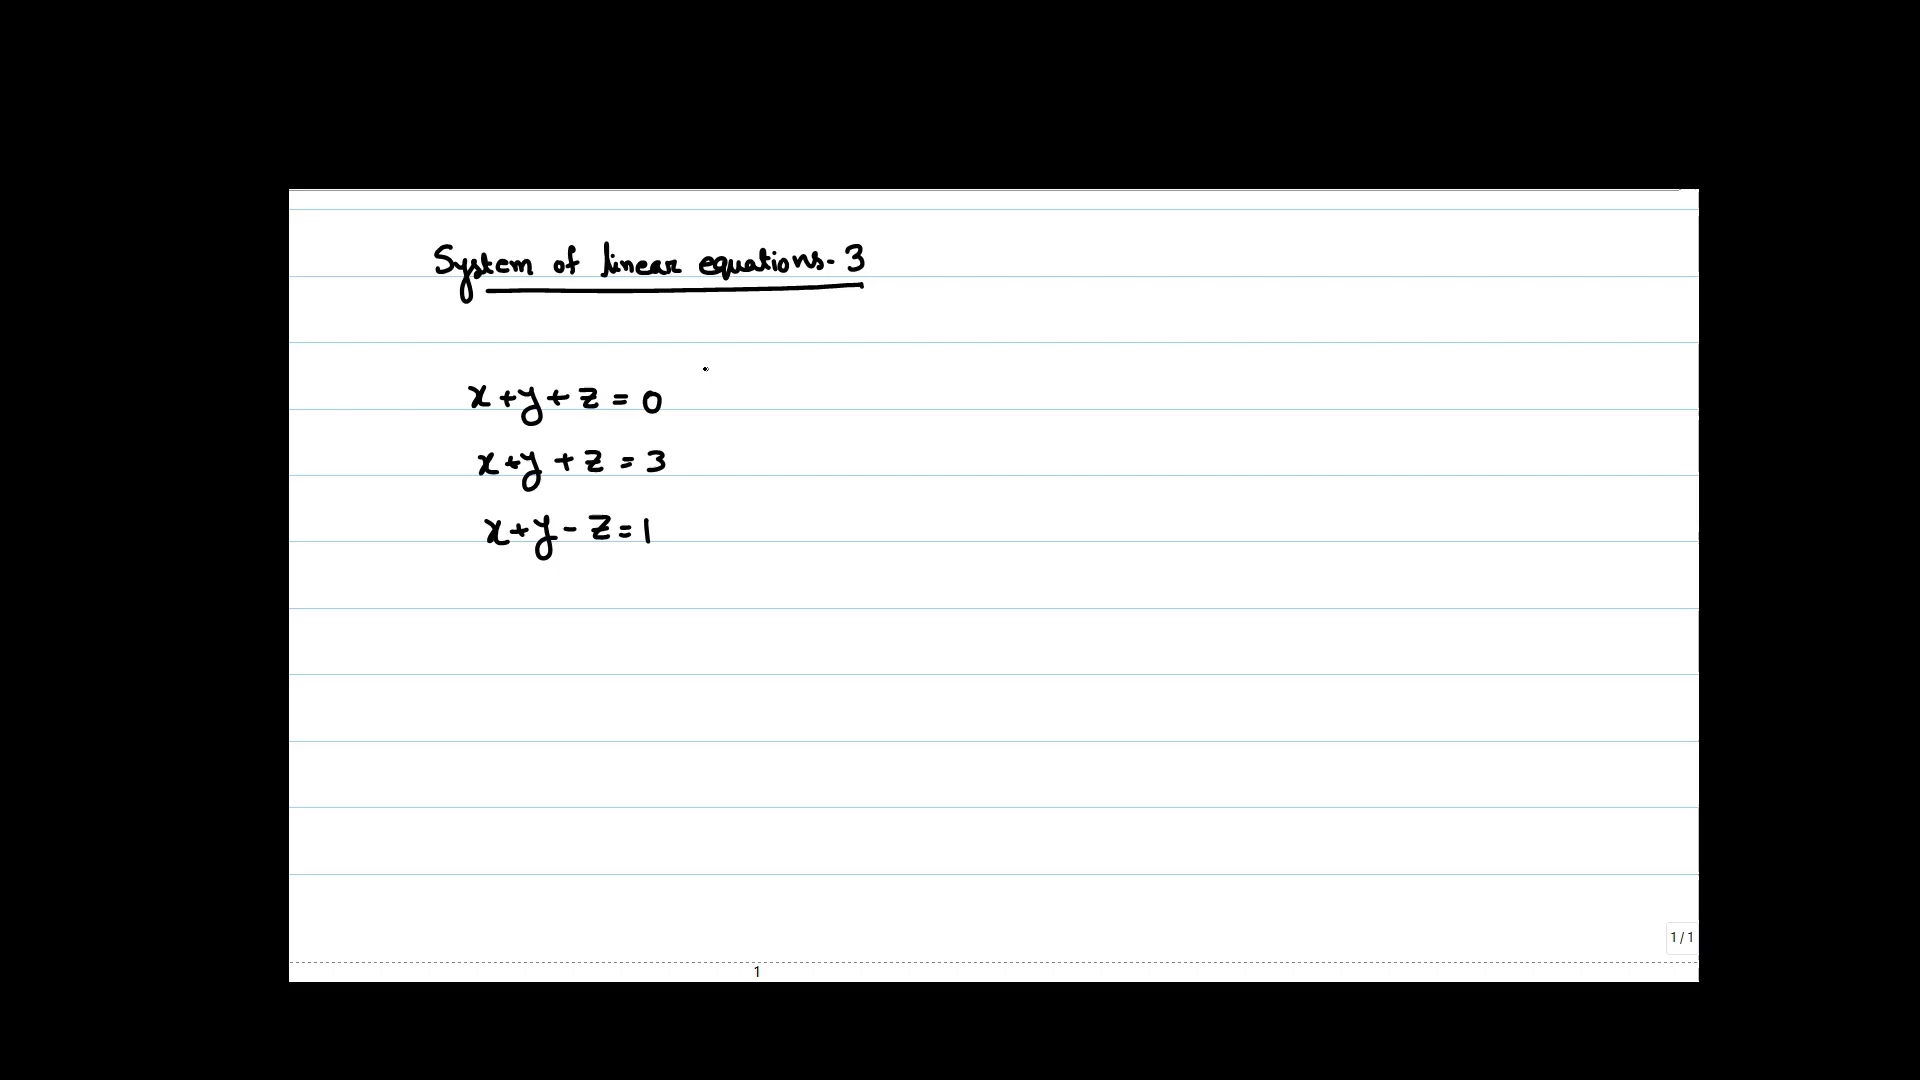 System of linear equations - 3
x + y + z = 0
x + y + z = 3
x + y - z = 1
1 / 1
1